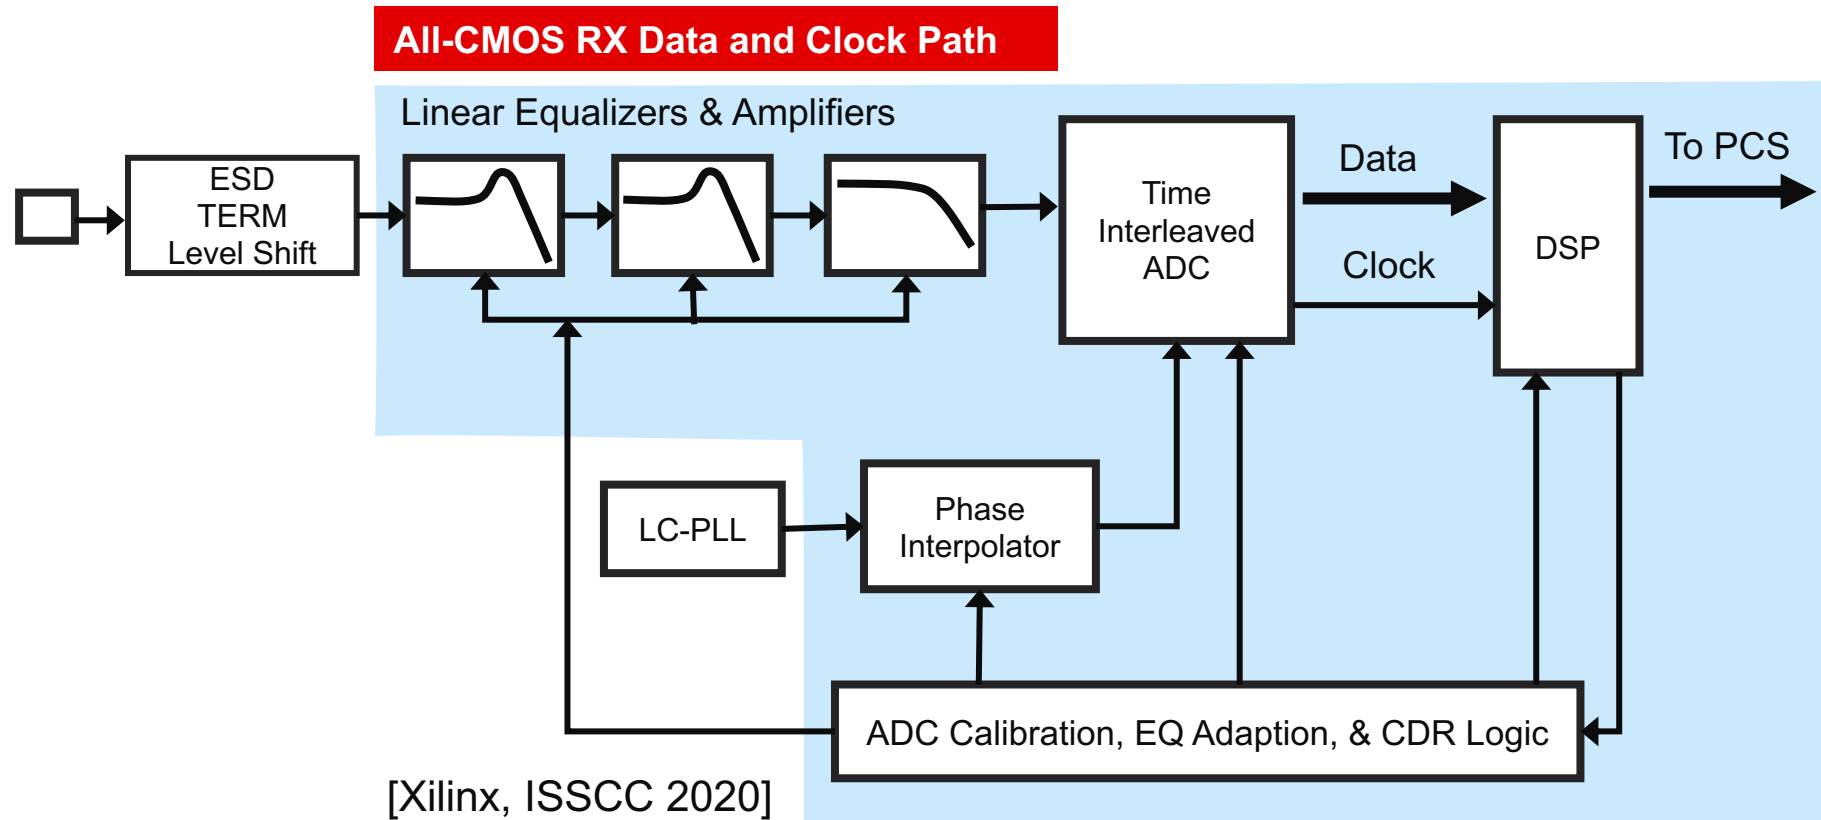 All-CMOS RX Data and Clock Path
Linear Equalizers & Amplifiers
ESD
TERM
Level Shift
Time
Interleaved
ADC
Data
Clock
DSP
To PCS
LC-PLL
Phase
Interpolator
ADC Calibration, EQ Adaption, & CDR Logic
[Xilinx, ISSCC 2020]